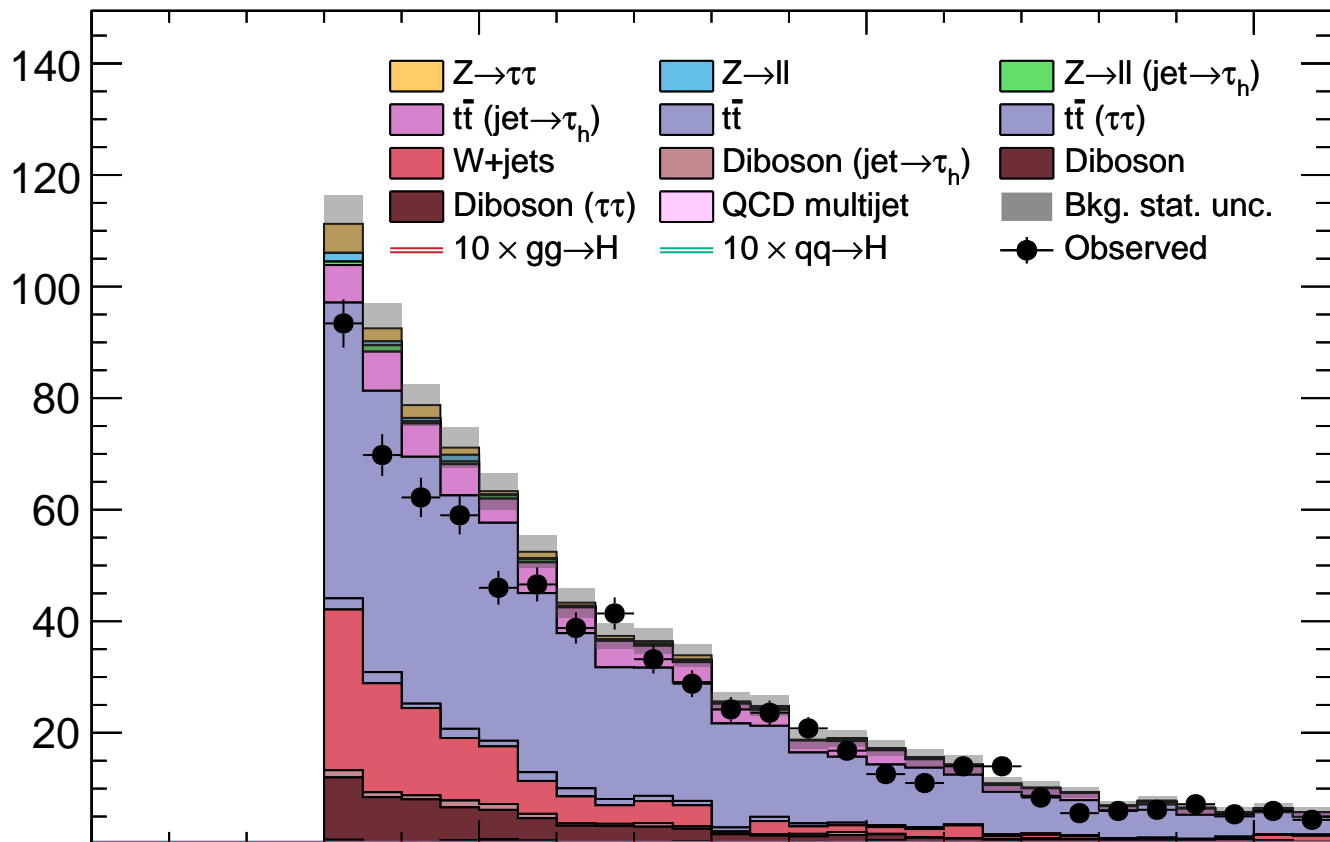 140
120
100
80
60
40
20
Z→ττ Z→ll Z→ll (jet→τh)
tt̄ (jet→τh) tt̄ tt̄ (ττ)
W+jets Diboson (jet→τh) Diboson
Diboson (ττ) QCD multijet Bkg. stat. unc.
10 × gg→H 10 × qq→H Observed